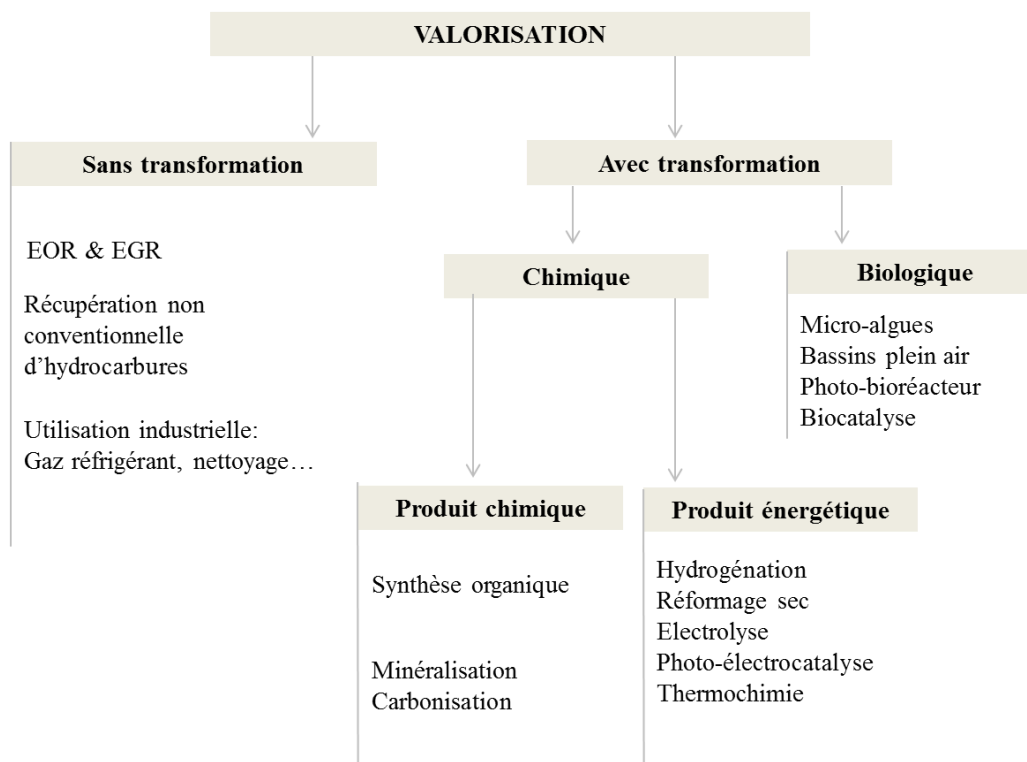 VALORISATION
Sans transformation
EOR & EGR
Récupération non
conventionnelle
d’hydrocarbures
Utilisation industrielle:
Gaz réfrigérant, nettoyage…
Avec transformation
Chimique
Produit chimique
Synthèse organique
Minéralisation
Carbonisation
Produit énergétique
Hydrogénation
Réformage sec
Electrolyse
Photo-électrocatalyse
Thermochimie
Biologique
Micro-algues
Bassins plein air
Photo-bioréacteur
Biocatalyse